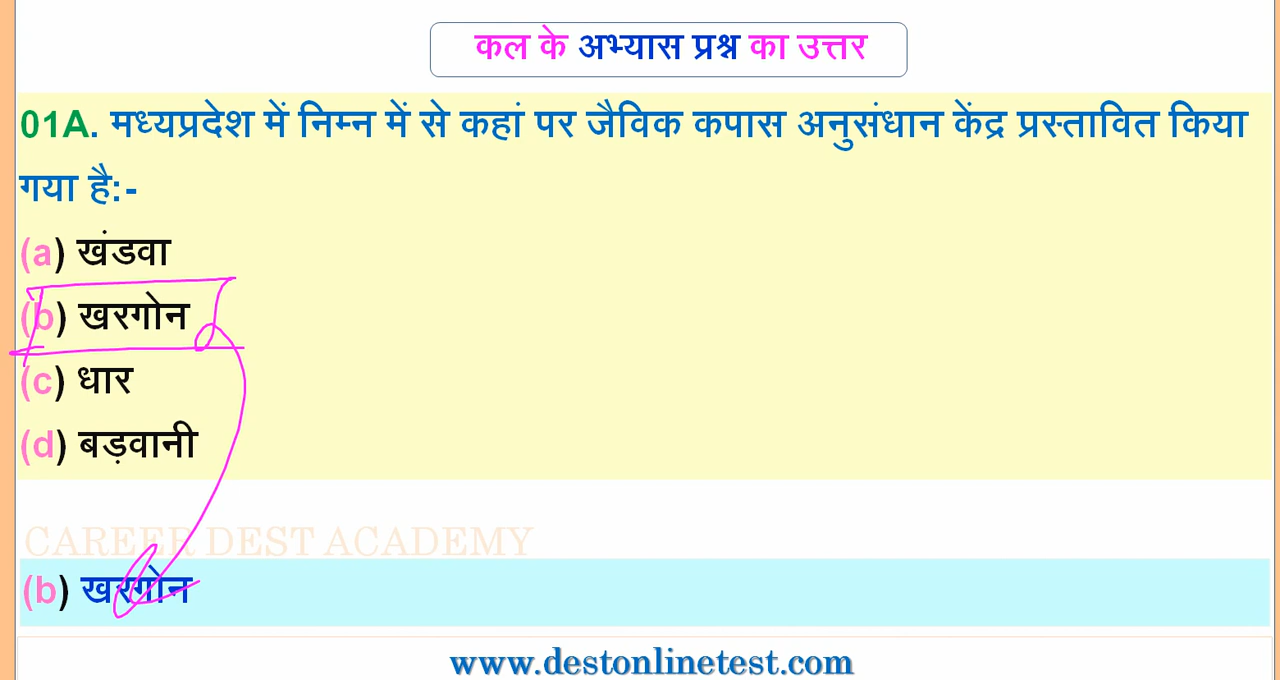 कल के अभ्यास प्रश्न का उत्तर
01A. मध्यप्रदेश में निम्न में से कहां पर जैविक कपास अनुसंधान केंद्र प्रस्तावित किया
गया है:-
(a) खंडवा
(b) खरगोन
(c) धार
(d) बड़वानी
CAREER DEST ACADEMY
(b) खरगोन
www.destonlinetest.com